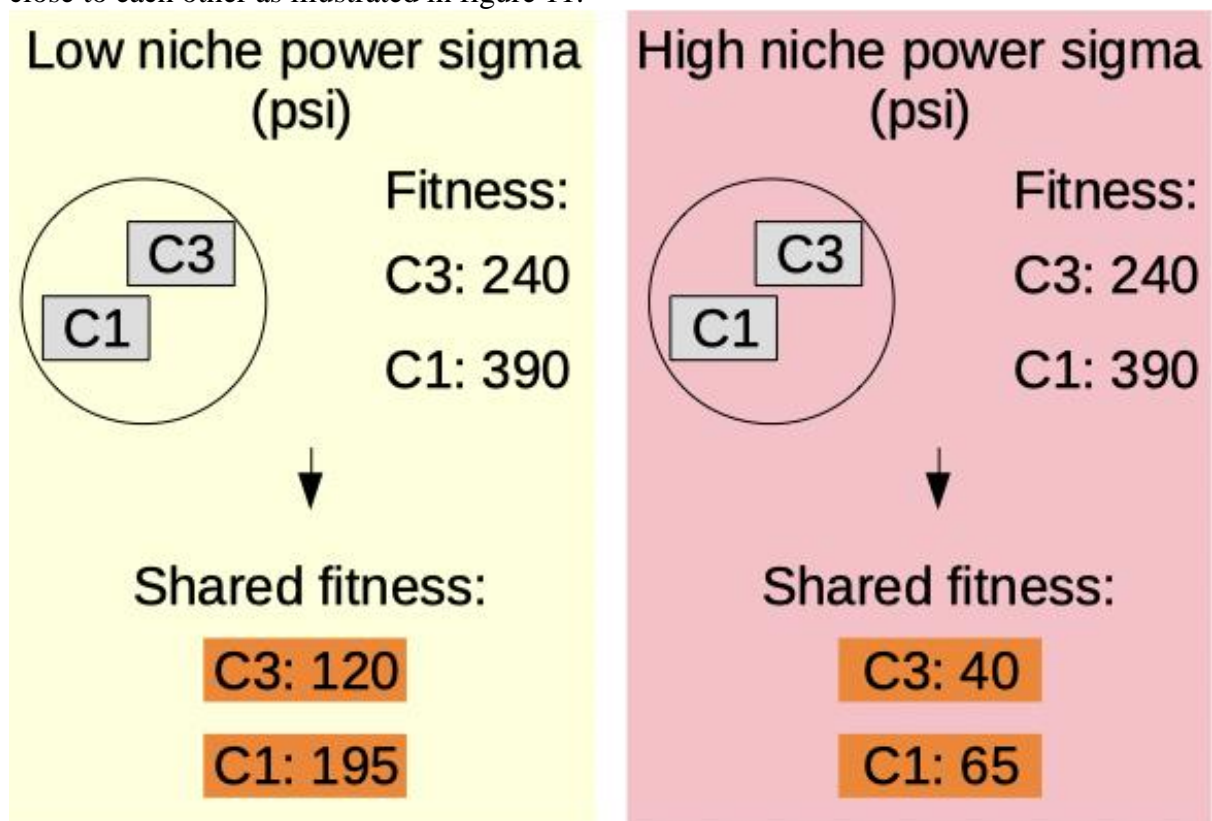 close to each other as illustrated in figure 11.
Low niche power sigma
(psi)
C3
C1
Fitness:
C3: 240
C1: 390
Shared fitness:
C3: 120
C1: 195
High niche power sigma
(psi)
C3
C1
Fitness:
C3: 240
C1: 390
Shared fitness:
C3: 40
C1: 65